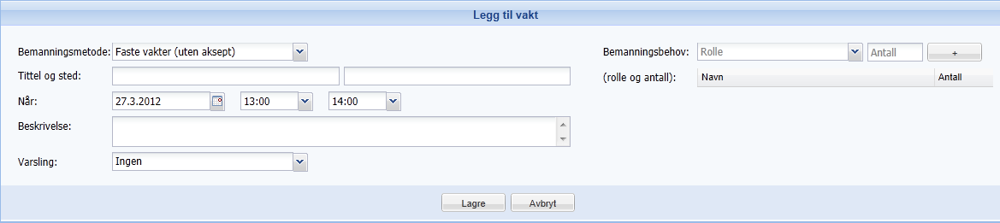 Legg til vakt
Bemanningsmetode: Faste vakter (uten aksept)
Tittel og sted:
Når: 27.3.2012 13:00 14:00
Beskrivelse:
Varsling: Ingen
Bemanningsbehov: Rolle Antall +
(rolle og antall): Navn Antall
Lagre Avbryt